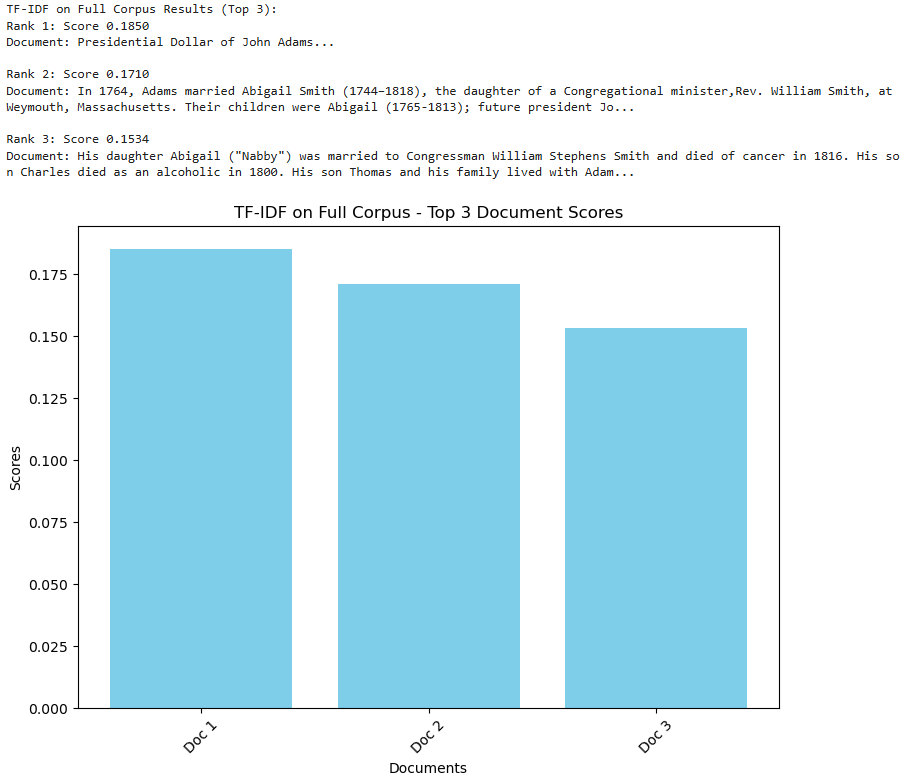 TF-IDF on Full Corpus Results (Top 3):
Rank 1: Score 0.1850
Document: Presidential Dollar of John Adams...
Rank 2: Score 0.1710
Document: In 1764, Adams married Abigail Smith (1744–1818), the daughter of a Congregational minister,Rev. William Smith, at
Weymouth, Massachusetts. Their children were Abigail (1765-1813); future president Jo...
Rank 3: Score 0.1534
Document: His daughter Abigail ("Nabby") was married to Congressman William Stephens Smith and died of cancer in 1816. His so
n Charles died as an alcoholic in 1800. His son Thomas and his family lived with Adam...
TF-IDF on Full Corpus - Top 3 Document Scores
Scores
0.175
0.150
0.125
0.100
0.075
0.050
0.025
0.000
Doc 1
Doc 2
Doc 3
Documents